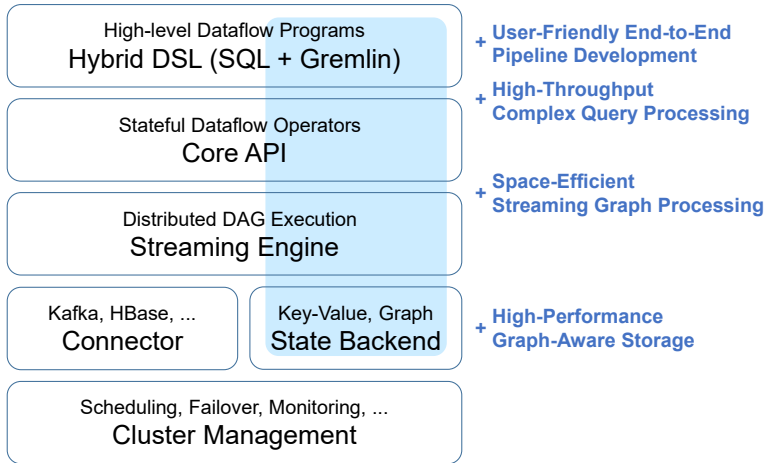 High-level Dataflow Programs
Hybrid DSL (SQL + Gremlin)
+ User-Friendly End-to-End
Pipeline Development
+ High-Throughput
Complex Query Processing
Stateful Dataflow Operators
Core API
+ Space-Efficient
Streaming Graph Processing
Distributed DAG Execution
Streaming Engine
Kafka, HBase, ...
Connector
Key-Value, Graph
State Backend
+ High-Performance
Graph-Aware Storage
Scheduling, Failover, Monitoring, ...
Cluster Management